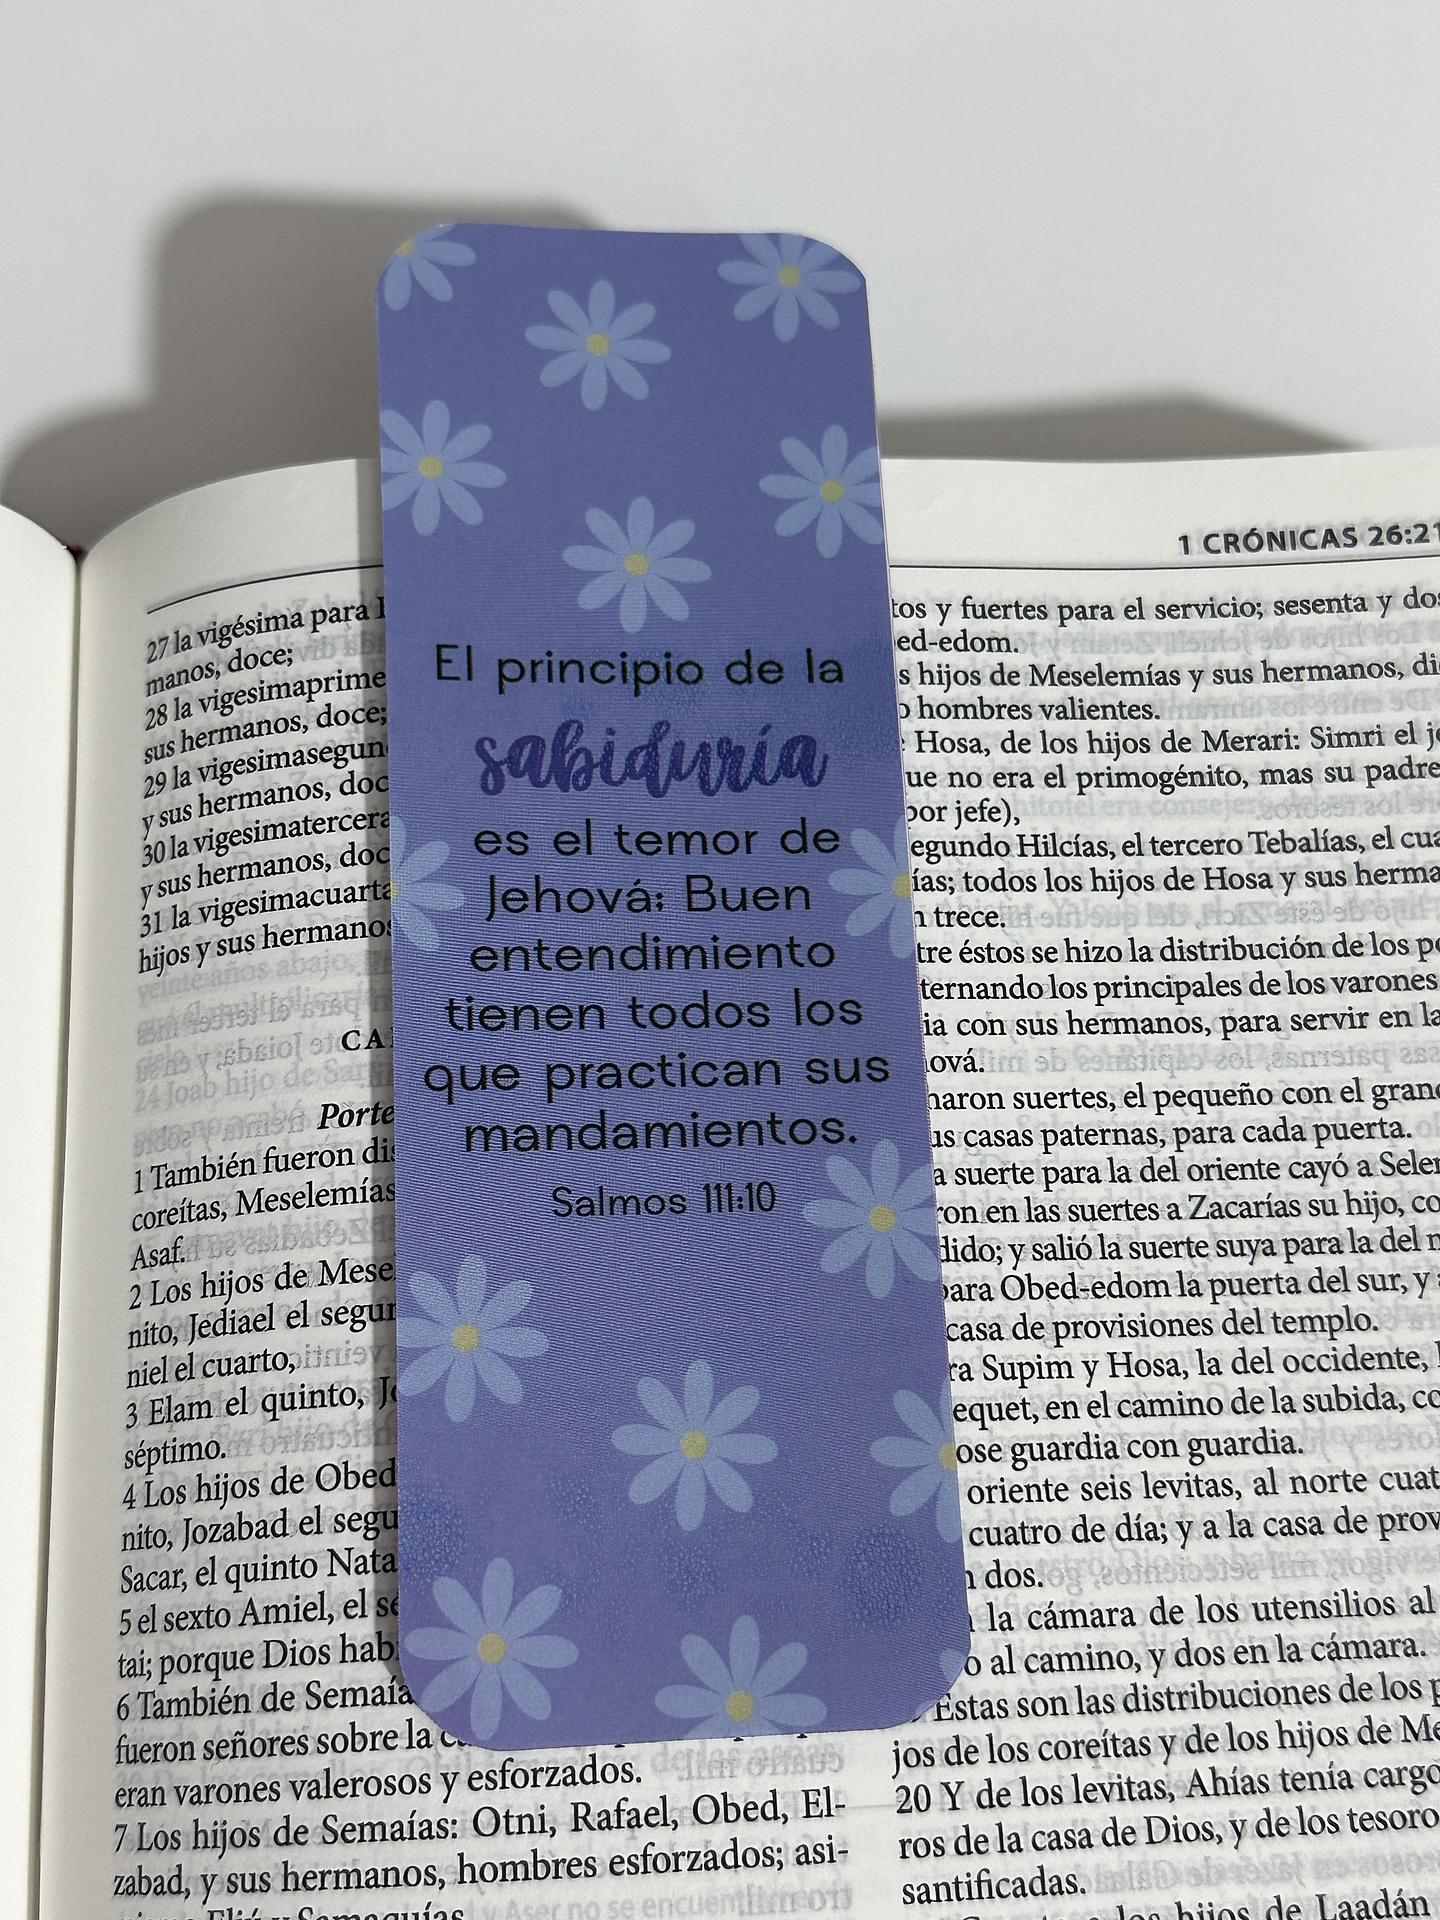 El principio de la
sabiduría
es el temor de
Jehová; Buen
entendimiento
tienen todos los
que practican sus
mandamientos.
Salmos 111:10
27 la vigésima para
manos, doce;
28 la vigesimaprime
sus hermanos, doce;
29 la vigesimasegun
y sus hermanos, doc
30 la vigesimatercera
y sus hermanos, doc
31 la vigesimacuarta
hijos y sus hermanos
CA
Porte
1 También fueron dis
coreítas, Meselemías
Asaf.
2 Los hijos de Mese
nito, Jediael el segun
niel el cuarto,
3 Elam el quinto, J
séptimo.
4 Los hijos de Obed
nito, Jozabad el segu
Sacar, el quinto Nata
5 el sexto Amiel, el sé
tai; porque Dios hab
6 También de Semaía
fueron señores sobre la
eran varones valerosos y esforzados.
7 Los hijos de Semaías: Otni, Rafael, Obed, El-
zabad, y sus hermanos, hombres esforzados; asi-
1 CRÓNICAS 26:21
tos y fuertes para el servicio; sesenta y dos
ed-edom.
s hijos de Meselemías y sus hermanos, di
hombres valientes.
Hosa, de los hijos de Merari: Simri el je
ue no era el primogénito, mas su padre
por jefe),
egundo Hilcías, el tercero Tebalías, el cua
ías; todos los hijos de Hosa y sus herma
n trece.
tre éstos se hizo la distribución de los po
ternando los principales de los varones
ia con sus hermanos, para servir en la
ová.
haron suertes, el pequeño con el grand
us casas paternas, para cada puerta.
a suerte para la del oriente cayó a Selem
ron en las suertes a Zacarías su hijo, co
dido; y salió la suerte suya para la del n
para Obed-edom la puerta del sur, y a
casa de provisiones del templo.
ra Supim y Hosa, la del occidente,
equet, en el camino de la subida, co
ose guardia con guardia.
oriente seis levitas, al norte cuat
cuatro de día; y a la casa de prov
n dos.
la cámara de los utensilios al
o al camino, y dos en la cámara.
Estas son las distribuciones de los p
jos de los coreítas y de los hijos de Me
20 Y de los levitas, Ahías tenía cargo
ros de la casa de Dios, y de los tesoro
santificadas.
hijos de Laadán